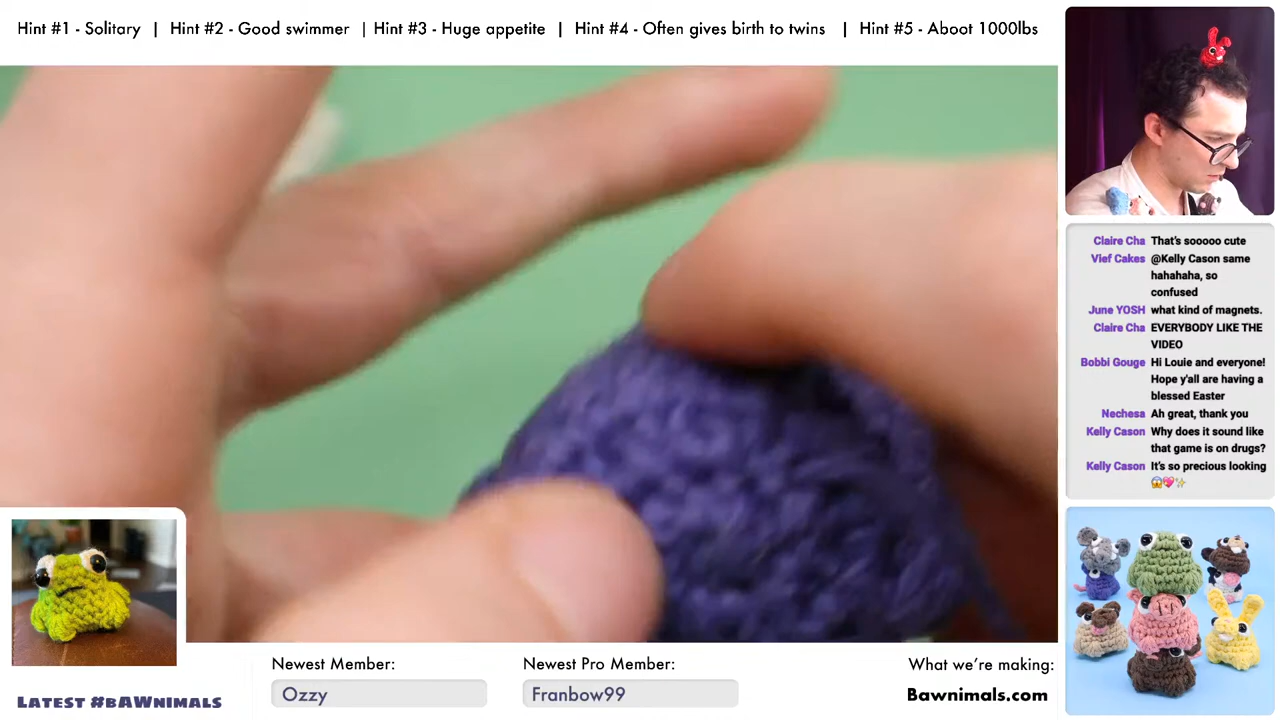 Hint #1 - Solitary | Hint #2 - Good swimmer | Hint #3 - Huge appetite | Hint #4 - Often gives birth to twins | Hint #5 - Aboot 1000lbs
Claire Cha That's sooooo cute
Vief Cakes @Kelly Cason same
hahahaha, so
confused
June YOSH what kind of magnets.
Claire Cha EVERYBODY LIKE THE
VIDEO
Bobbi Gouge Hi Louie and everyone!
Hope y'all are having a
blessed Easter
Nechesa Ah great, thank you
Kelly Cason Why does it sound like
that game is on drugs?
Kelly Cason It's so precious looking
😱💖✨
Latest #bAWnimals
Newest Member:
Ozzy
Newest Pro Member:
Franbow99
What we're making:
Bawnimals.com